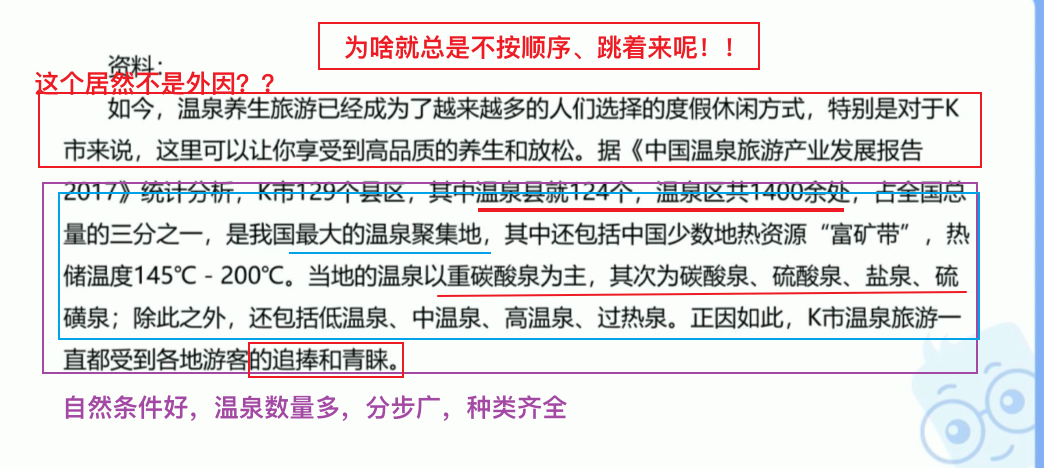 为啥就总是不按顺序、跳着来呢！！
资料：
这个居然不是外因？？
如今，温泉养生旅游已经成为了越来越多的人们选择的度假休闲方式，特别是对于K
市来说，这里可以让你享受到高品质的养生和放松。据《中国温泉旅游产业发展报告
2017》统计分析，K市129个县区，其中温泉县就124个，温泉区共1400余处，占全国总
量的三分之一，是我国最大的温泉聚集地，其中还包括中国少数地热资源“富矿带”，热
储温度145℃－200℃。当地的温泉以重碳酸泉为主，其次为碳酸泉、硫酸泉、盐泉、硫
磺泉；除此之外，还包括低温泉、中温泉、高温泉、过热泉。正因如此，K市温泉旅游一
直都受到各地游客的追捧和青睐。
自然条件好，温泉数量多，分步广，种类齐全